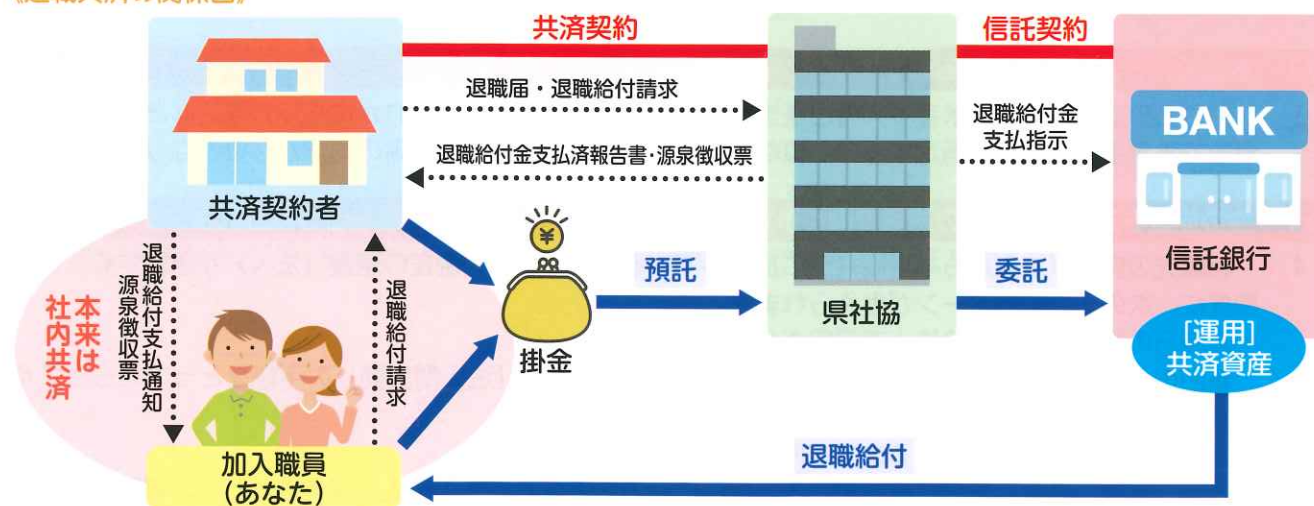 共済契約
信託契約
退職届・退職給付請求
退職給付金
支払指示
BANK
退職給付金支払済報告書・源泉徴収票
共済契約者
信託銀行
退職給付支払通知
源泉徴収票
退職給付請求
¥
預託
委託
県社協
本来は
社内共済
掛金
[運用]
共済資産
退職給付
加入職員
(あなた)